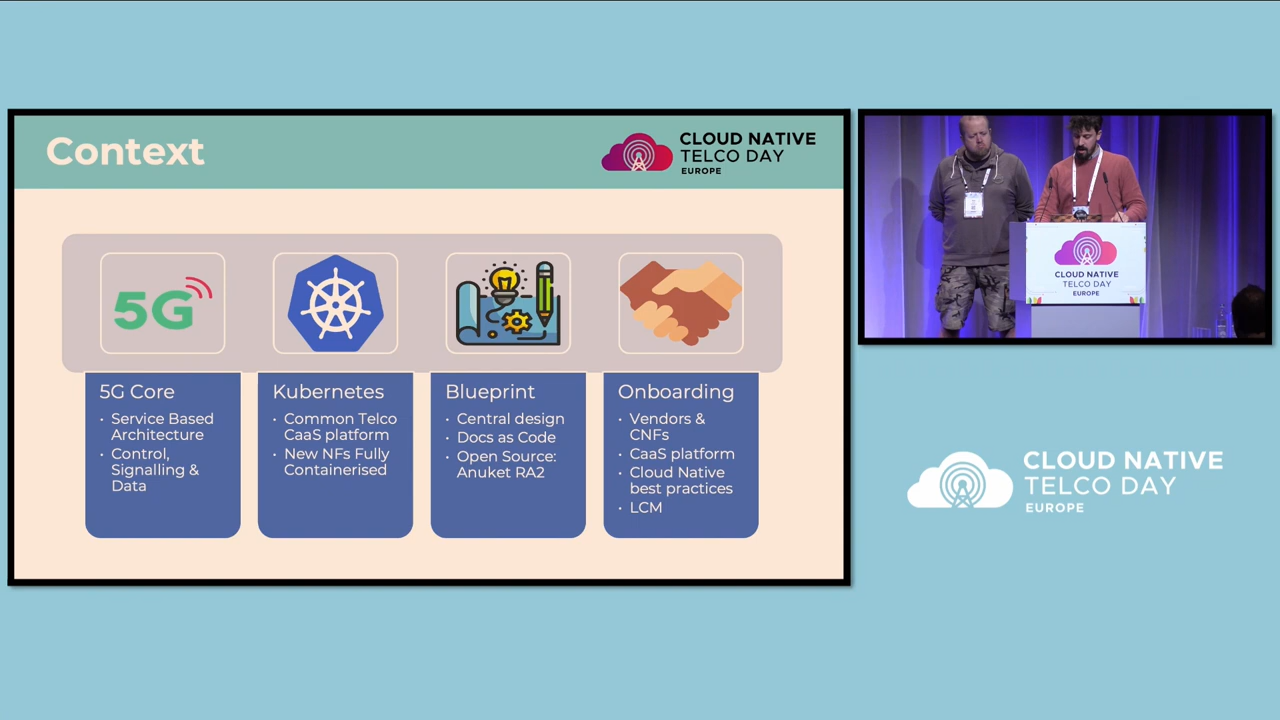 Context
CLOUD NATIVE
TELCO DAY
EUROPE
5G
5G Core
• Service Based
Architecture
• Control,
Signalling &
Data
Kubernetes
• Common Telco
CaaS platform
• New NFs Fully
Containerised
Blueprint
• Central design
• Docs as Code
• Open Source:
Anuket RA2
Onboarding
• Vendors &
CNFs
• CaaS platform
• Cloud Native
best practices
• LCM
CLOUD NATIVE
TELCO DAY
EUROPE
CLOUD NATIVE
TELCO DAY
EUROPE